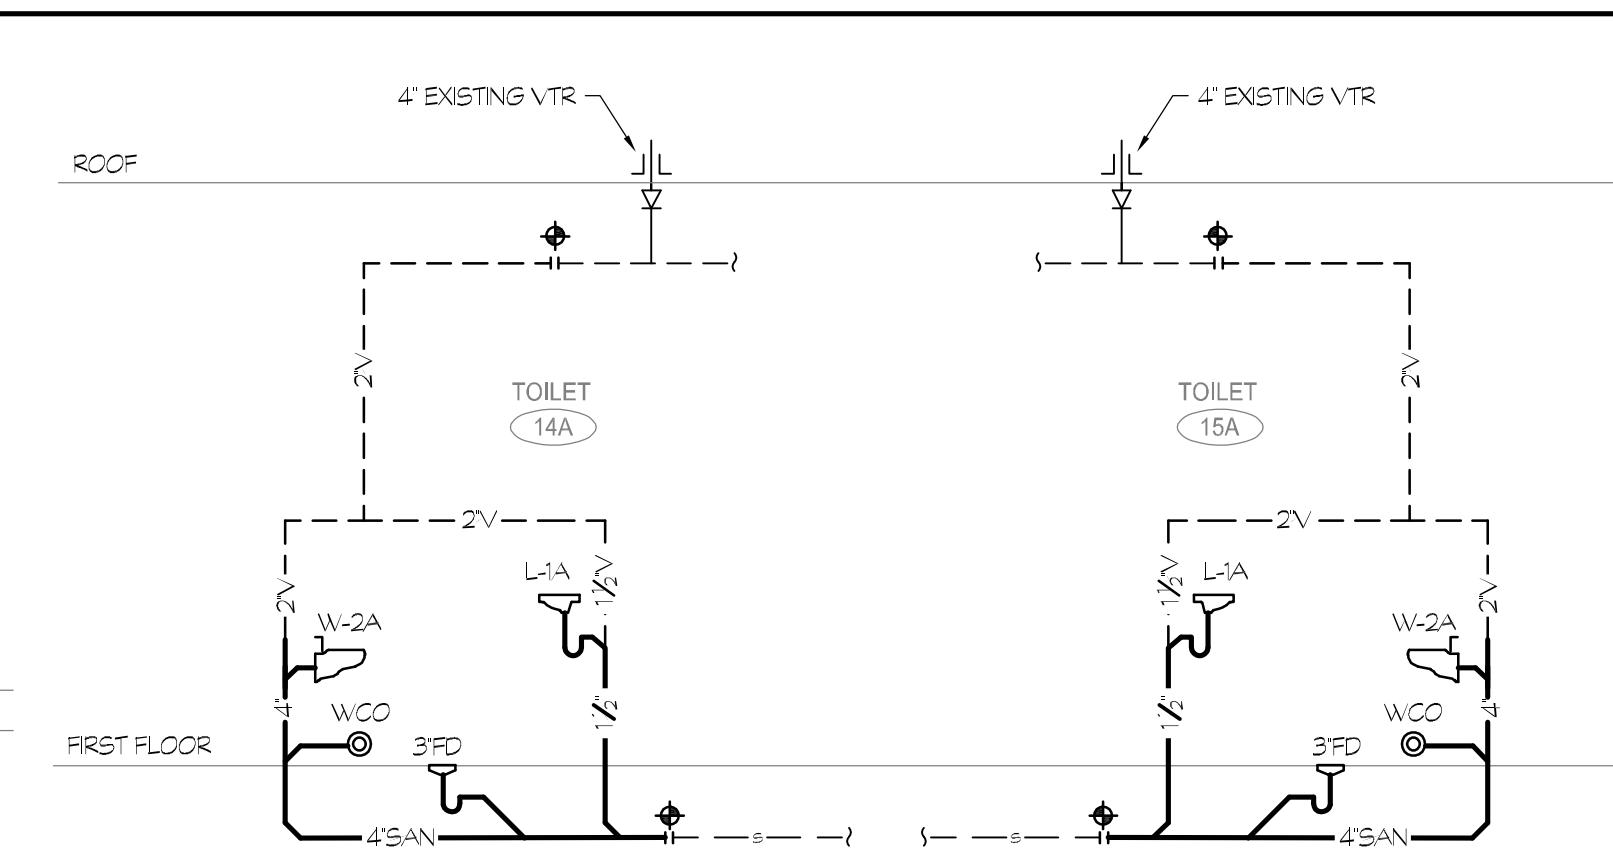 4" EXISTING VTR
4" EXISTING VTR
ROOF
2"V
2"V
TOILET
14A
TOILET
15A
2"V
2"V
2"V
L-1A
1½"V
1½"V
L-1A
2"V
W-2A
W-2A
4"
WCO
1½"
1½"
WCO
4"
FIRST FLOOR
3"FD
3"FD
4"SAN
S
S
4"SAN